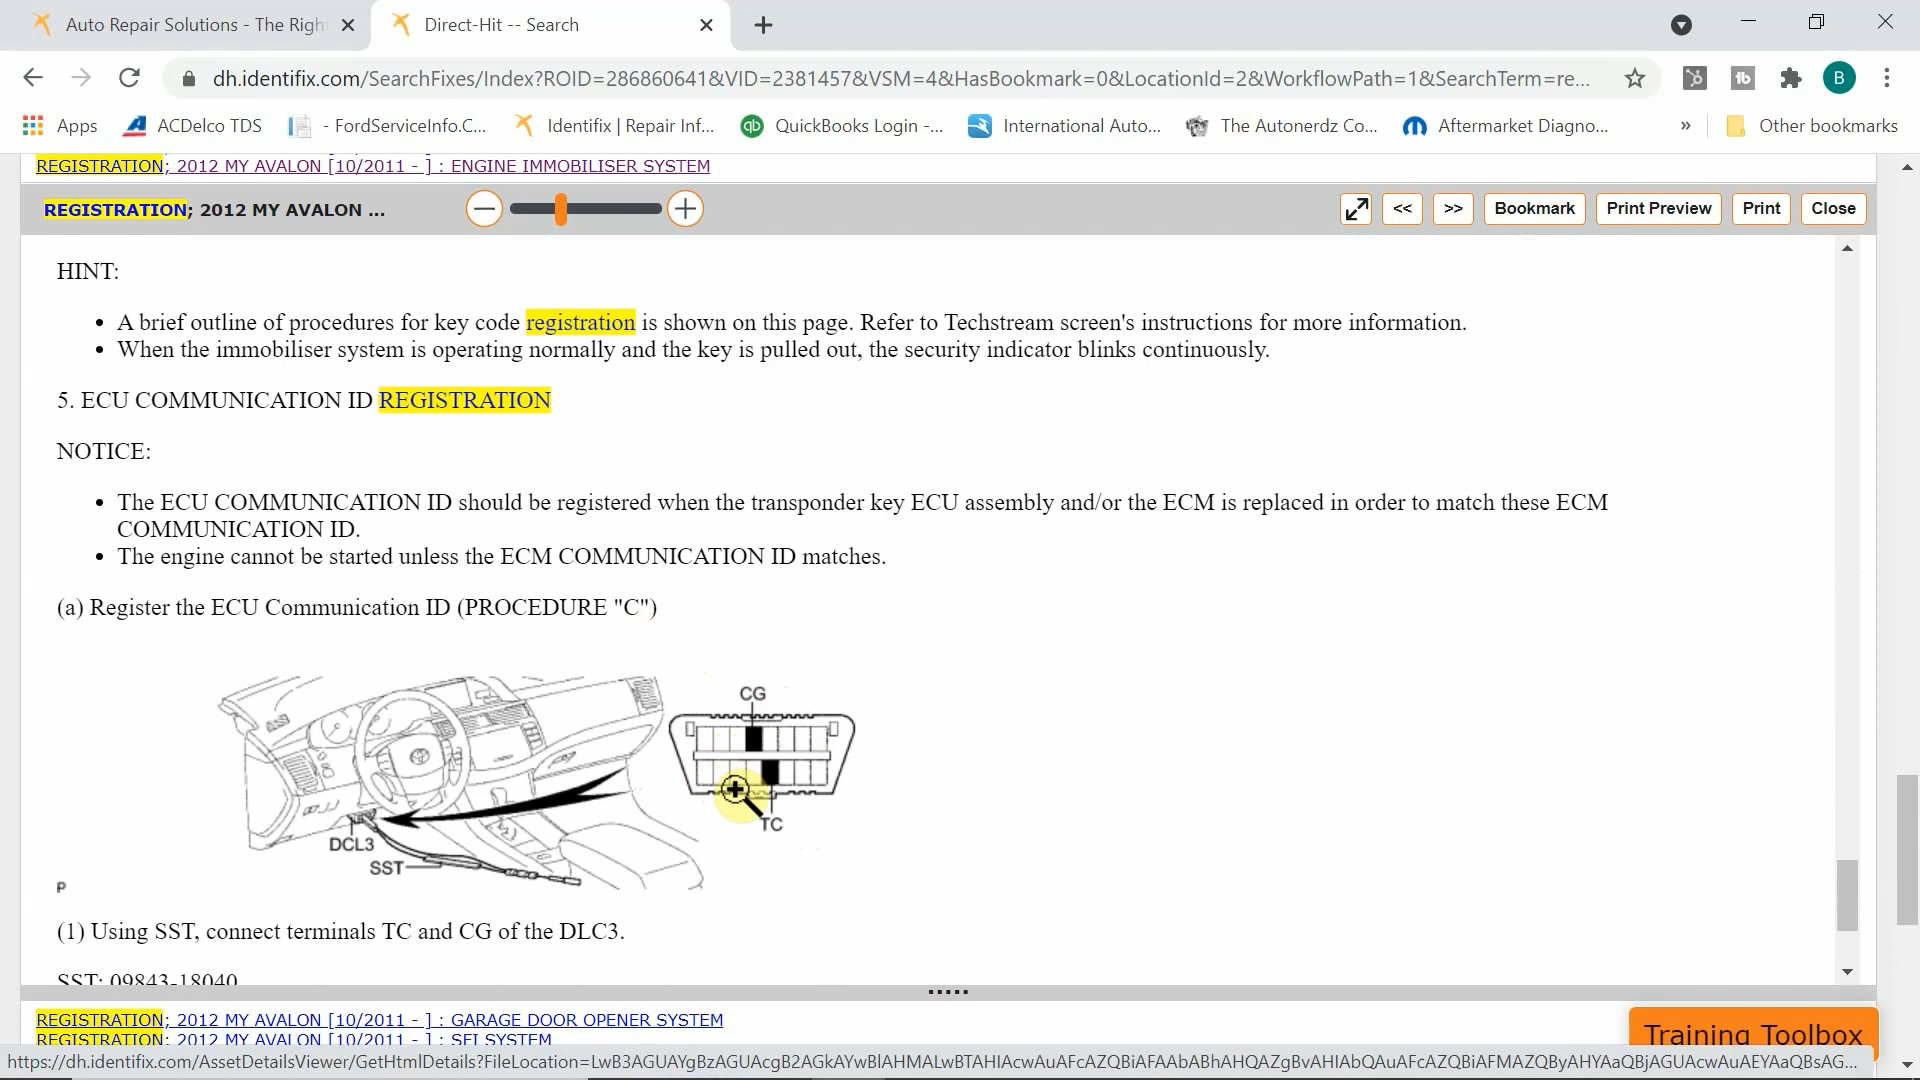 Auto Repair Solutions - The Righ
Direct-Hit -- Search
dh.identifix.com/SearchFixes/Index?ROID=286860641&VID=2381457&VSM=4&HasBookmark=0&LocationId=2&WorkflowPath=1&SearchTerm=re...
B
Apps
ACDelco TDS
- FordServiceInfo.C...
Identifix | Repair Inf...
QuickBooks Login -...
International Auto...
The Autonerdz Co...
Aftermarket Diagno...
»
Other bookmarks
REGISTRATION; 2012 MY AVALON [10/2011 - ] : ENGINE IMMOBILISER SYSTEM
REGISTRATION; 2012 MY AVALON ...
<<
>>
Bookmark
Print Preview
Print
Close
HINT:
• A brief outline of procedures for key code registration is shown on this page. Refer to Techstream screen's instructions for more information.
• When the immobiliser system is operating normally and the key is pulled out, the security indicator blinks continuously.
5. ECU COMMUNICATION ID REGISTRATION
NOTICE:
• The ECU COMMUNICATION ID should be registered when the transponder key ECU assembly and/or the ECM is replaced in order to match these ECM
COMMUNICATION ID.
• The engine cannot be started unless the ECM COMMUNICATION ID matches.
(a) Register the ECU Communication ID (PROCEDURE "C")
CG
TC
DCL3
SST
P
(1) Using SST, connect terminals TC and CG of the DLC3.
SST: 09843-18040
REGISTRATION; 2012 MY AVALON [10/2011 - ] : GARAGE DOOR OPENER SYSTEM
REGISTRATION; 2012 MY AVALON [10/2011 - ] : SFI SYSTEM
Training Toolbox